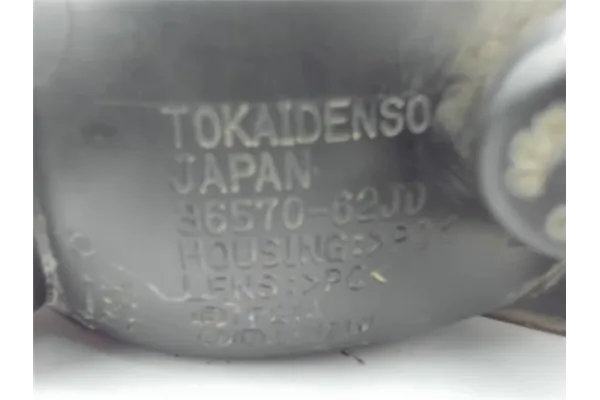 TOKAIDENSO
JAPAN
36570-62J0
HOUSING:>PC<
LENS:>PC<